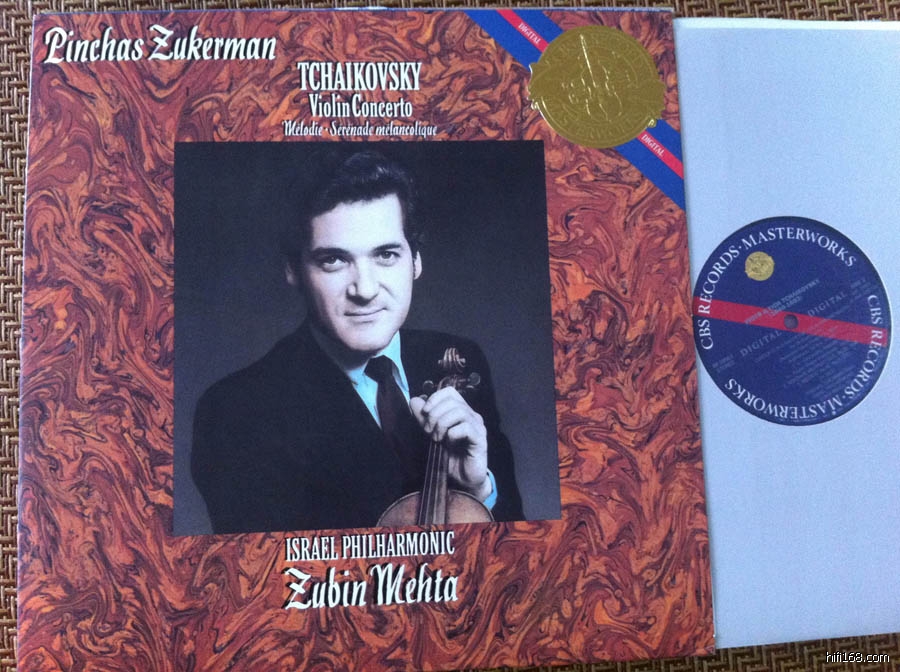 Pinchas Zukerman
TCHAIKOVSKY
Violin Concerto
Mélodie · Sérénade mélancolique
DIGITAL
DIGITAL
ISRAEL PHILHARMONIC
Zubin Mehta
CBS RECORDS · MASTERWORKS
DIGITAL
DIGITAL
CBS RECORDS · MASTERWORKS
hifi168.com